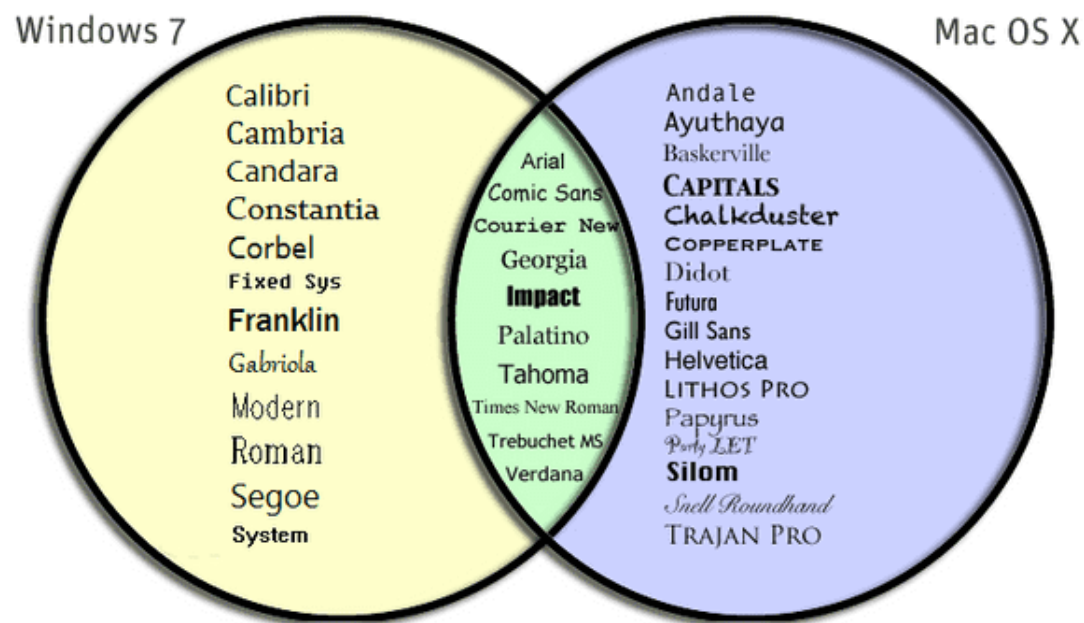 Windows 7
Mac OS X
Calibri
Cambria
Candara
Constantia
Corbel
Fixed Sys
Franklin
Gabriola
Modern
Roman
Segoe
System
Arial
Comic Sans
Courier New
Georgia
Impact
Palatino
Tahoma
Times New Roman
Trebuchet MS
Verdana
Andale
Ayuthaya
Baskerville
CAPITALS
Chalkduster
COPPERPLATE
Didot
Futura
Gill Sans
Helvetica
LITHOS PRO
Papyrus
Party LET
Silom
Snell Roundhand
TRAJAN PRO